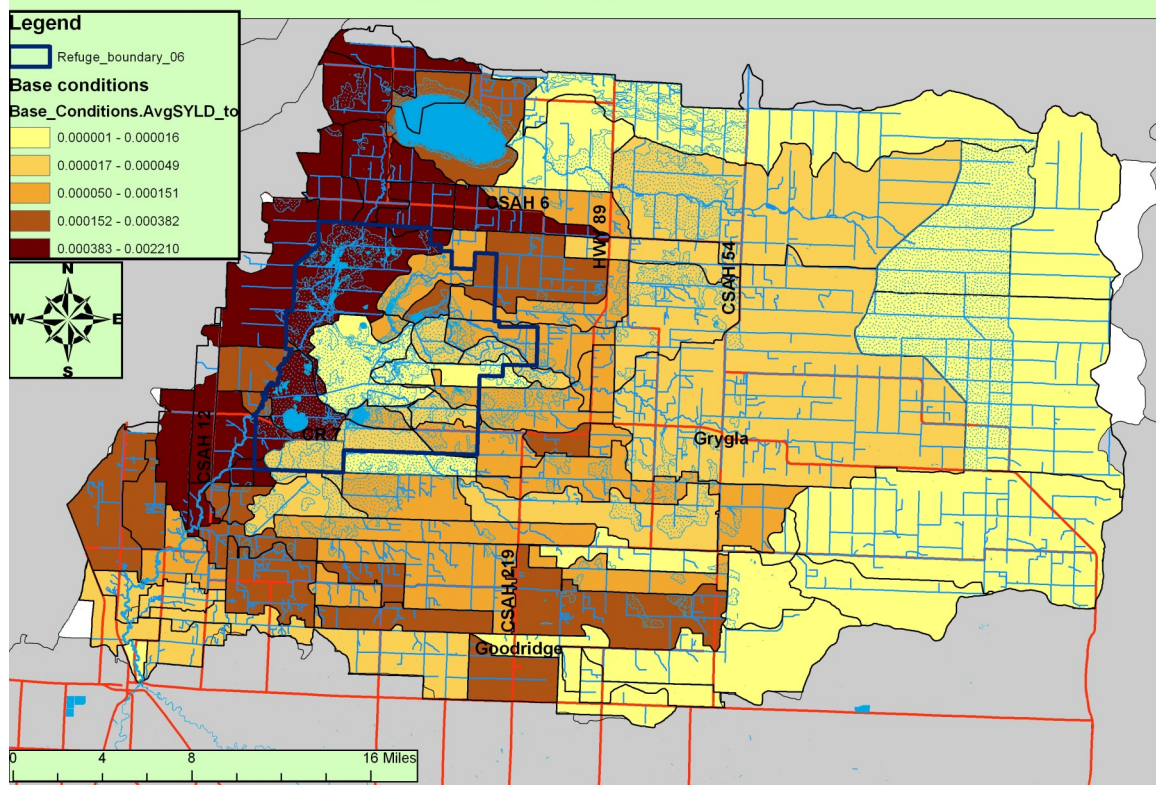 Legend
Refuge_boundary_06
Base conditions
Base_Conditions.AvgSYLD_to
0.000001 - 0.000016
0.000017 - 0.000049
0.000050 - 0.000151
0.000152 - 0.000382
0.000383 - 0.002210
N
W E
S
CSAH 6
HWY 89
CSAH 54
CSAH 12
CR 7
Grygla
CSAH 219
Goodridge
0 4 8 16 Miles